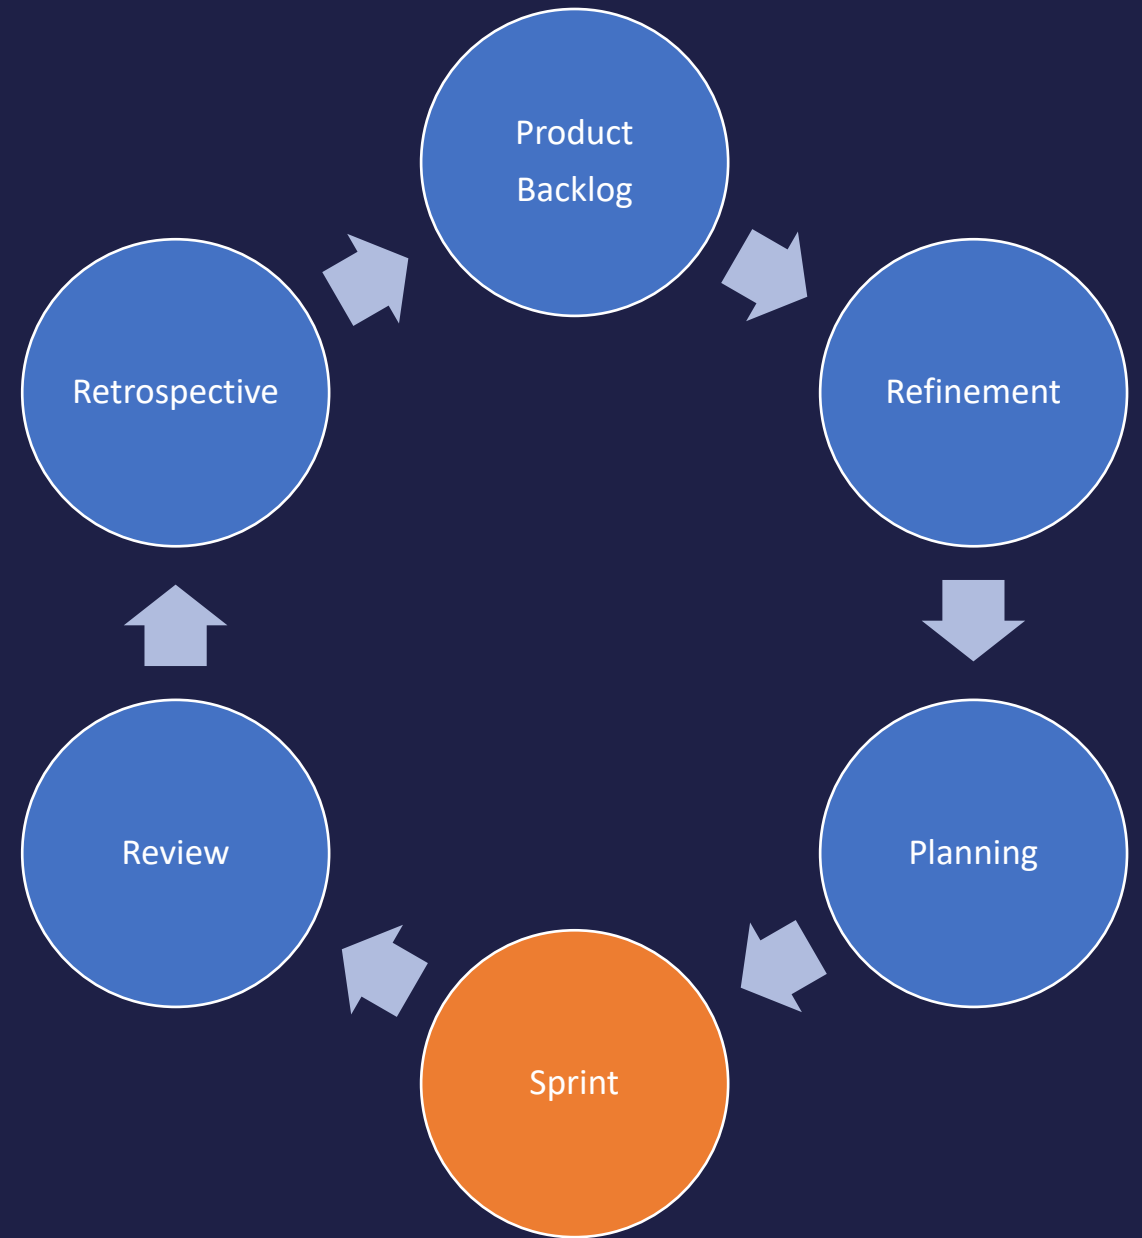 Product
Backlog
Refinement
Planning
Sprint
Review
Retrospective